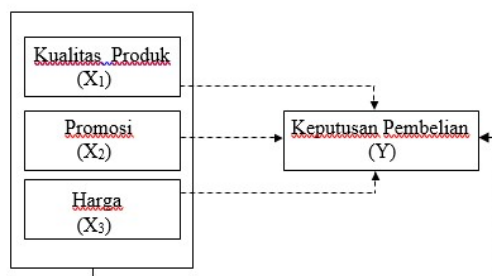 Kualitas Produk
(X₁)
Promosi
(X₂)
Harga
(X₃)
Keputusan Pembelian
(Y)